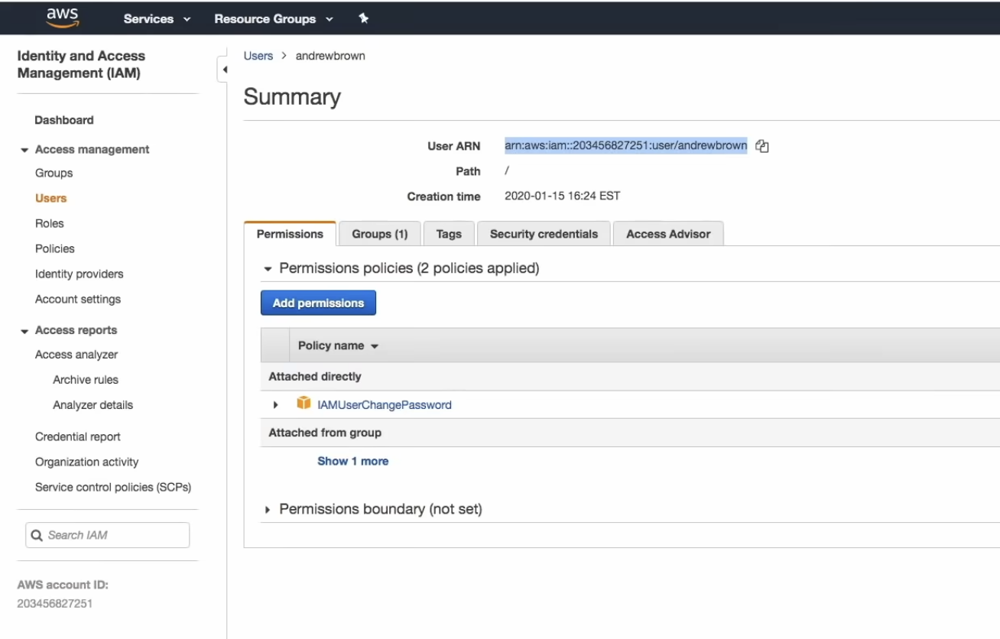 aws
Services
Resource Groups
Identity and Access
Management (IAM)
Dashboard
Access management
Groups
Users
Roles
Policies
Identity providers
Account settings
Access reports
Access analyzer
Archive rules
Analyzer details
Credential report
Organization activity
Service control policies (SCPs)
Search IAM
AWS account ID:
203456827251
Users > andrewbrown
Summary
User ARN arn:aws:iam::203456827251:user/andrewbrown
Path /
Creation time 2020-01-15 16:24 EST
Permissions
Groups (1)
Tags
Security credentials
Access Advisor
Permissions policies (2 policies applied)
Add permissions
Policy name
Attached directly
IAMUserChangePassword
Attached from group
Show 1 more
Permissions boundary (not set)